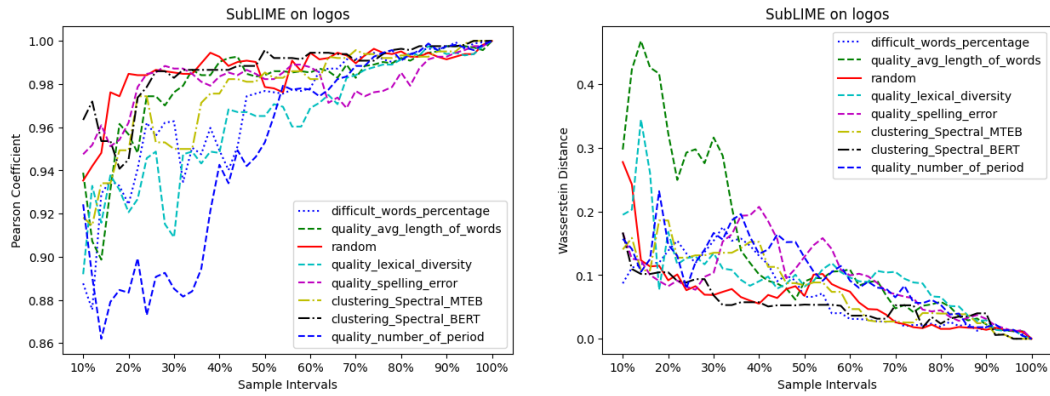 SubLIME on logos
Pearson Coefficient
1.00
0.98
0.96
0.94
0.92
0.90
0.88
0.86
difficult_words_percentage
quality_avg_length_of_words
random
quality_lexical_diversity
quality_spelling_error
clustering_Spectral_MTEB
clustering_Spectral_BERT
quality_number_of_period
10% 20% 30% 40% 50% 60% 70% 80% 90% 100%
Sample Intervals
SubLIME on logos
Wasserstein Distance
0.4
0.3
0.2
0.1
0.0
difficult_words_percentage
quality_avg_length_of_words
random
quality_lexical_diversity
quality_spelling_error
clustering_Spectral_MTEB
clustering_Spectral_BERT
quality_number_of_period
10% 20% 30% 40% 50% 60% 70% 80% 90% 100%
Sample Intervals